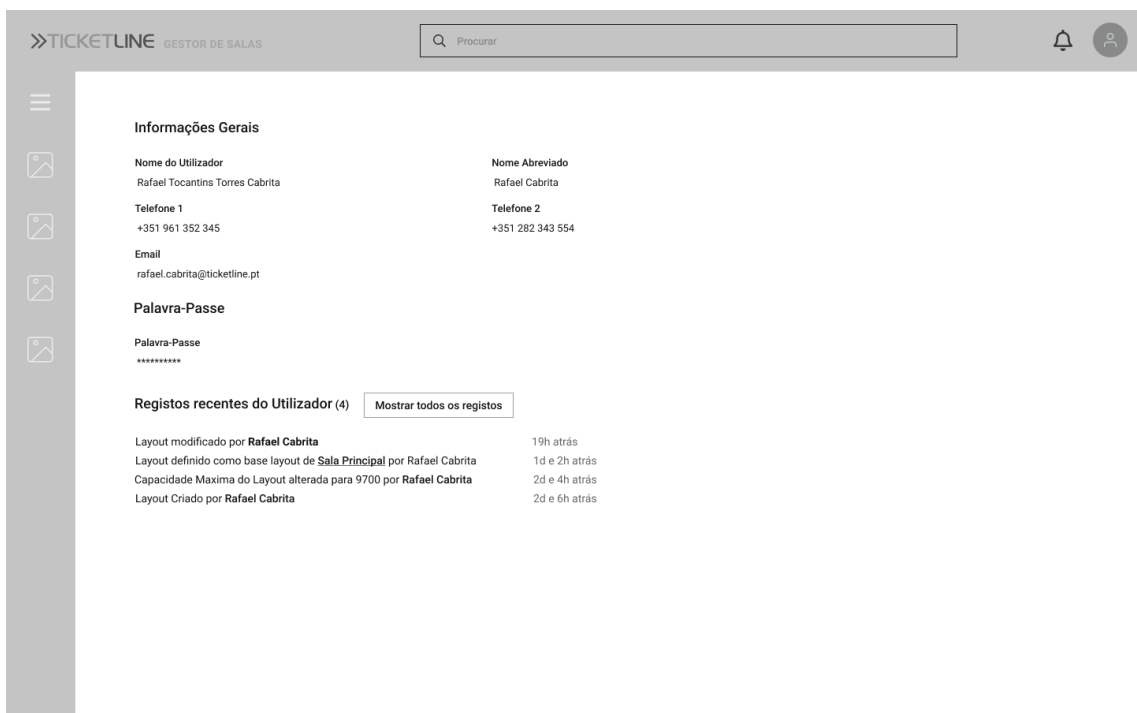 TICKETLINE GESTOR DE SALAS
Procurar
Informações Gerais
Nome do Utilizador
Nome Abreviado
Rafael Tocantins Torres Cabrita
Rafael Cabrita
Telefone 1
Telefone 2
+351 961 352 345
+351 282 343 554
Email
rafael.cabrita@ticketline.pt
Palavra-Passe
Palavra-Passe
**********
Registos recentes do Utilizador (4)
Mostrar todos os registos
Layout modificado por Rafael Cabrita
19h atrás
Layout definido como base layout de Sala Principal por Rafael Cabrita
1d e 2h atrás
Capacidade Maxima do Layout alterada para 9700 por Rafael Cabrita
2d e 4h atrás
Layout Criado por Rafael Cabrita
2d e 6h atrás